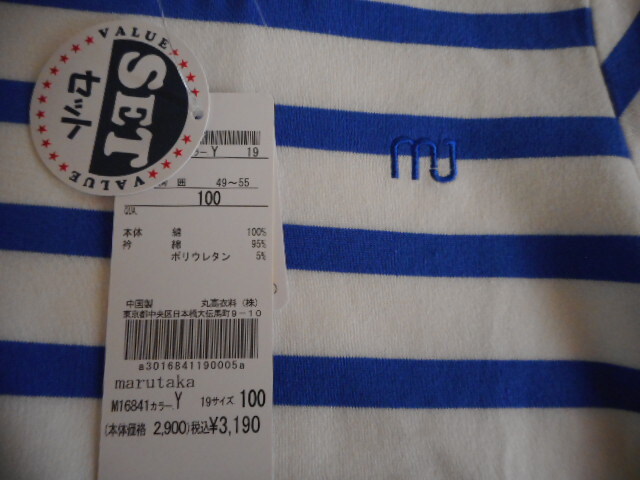 VALUE
SET
セット
VALUE
ラー Y 19
囲 49～55
100
本体 綿 100%
衿 綿 95%
ポリウレタン 5%
中国製 丸高衣料(株)
東京都中央区日本橋大伝馬町9-10
a3016841190005a
marutaka
M16841カラー.Y 19サイズ 100
(本体価格 2,900)税込¥3,190
mj